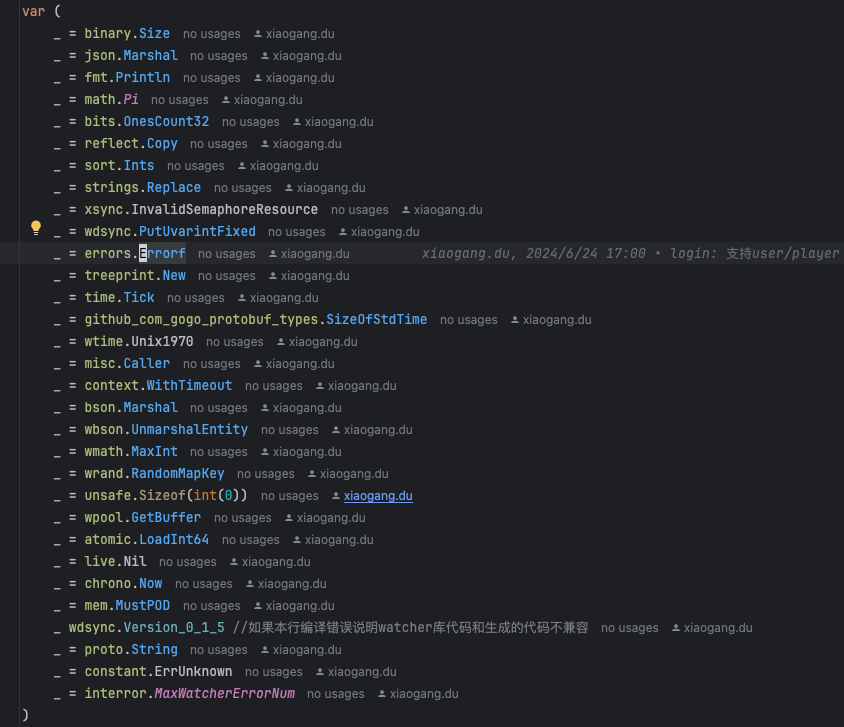 var (
_ = binary.Size no usages xiaogang.du
_ = json.Marshal no usages xiaogang.du
_ = fmt.Println no usages xiaogang.du
_ = math.Pi no usages xiaogang.du
_ = bits.OnesCount32 no usages xiaogang.du
_ = reflect.Copy no usages xiaogang.du
_ = sort.Ints no usages xiaogang.du
_ = strings.Replace no usages xiaogang.du
_ = xsync.InvalidSemaphoreResource no usages xiaogang.du
_ = wdsync.PutUvarintFixed no usages xiaogang.du
_ = errors.Errorf no usages xiaogang.du xiaogang.du, 2024/6/24 17:00 • login: 支持user/player
_ = treeprint.New no usages xiaogang.du
_ = time.Tick no usages xiaogang.du
_ = github_com_gogo_protobuf_types.SizeOfStdTime no usages xiaogang.du
_ = wtime.Unix1970 no usages xiaogang.du
_ = misc.Caller no usages xiaogang.du
_ = context.WithTimeout no usages xiaogang.du
_ = bson.Marshal no usages xiaogang.du
_ = wbson.UnmarshalEntity no usages xiaogang.du
_ = wmath.MaxInt no usages xiaogang.du
_ = wrand.RandomMapKey no usages xiaogang.du
_ = unsafe.Sizeof(int(0)) no usages xiaogang.du
_ = wpool.GetBuffer no usages xiaogang.du
_ = atomic.LoadInt64 no usages xiaogang.du
_ = live.Nil no usages xiaogang.du
_ = chrono.Now no usages xiaogang.du
_ = mem.MustPOD no usages xiaogang.du
_ wdsync.Version_0_1_5 //如果本行编译错误说明watcher库代码和生成的代码不兼容 no usages xiaogang.du
_ = proto.String no usages xiaogang.du
_ = constant.ErrUnknown no usages xiaogang.du
_ = interror.MaxWatcherErrorNum no usages xiaogang.du
)